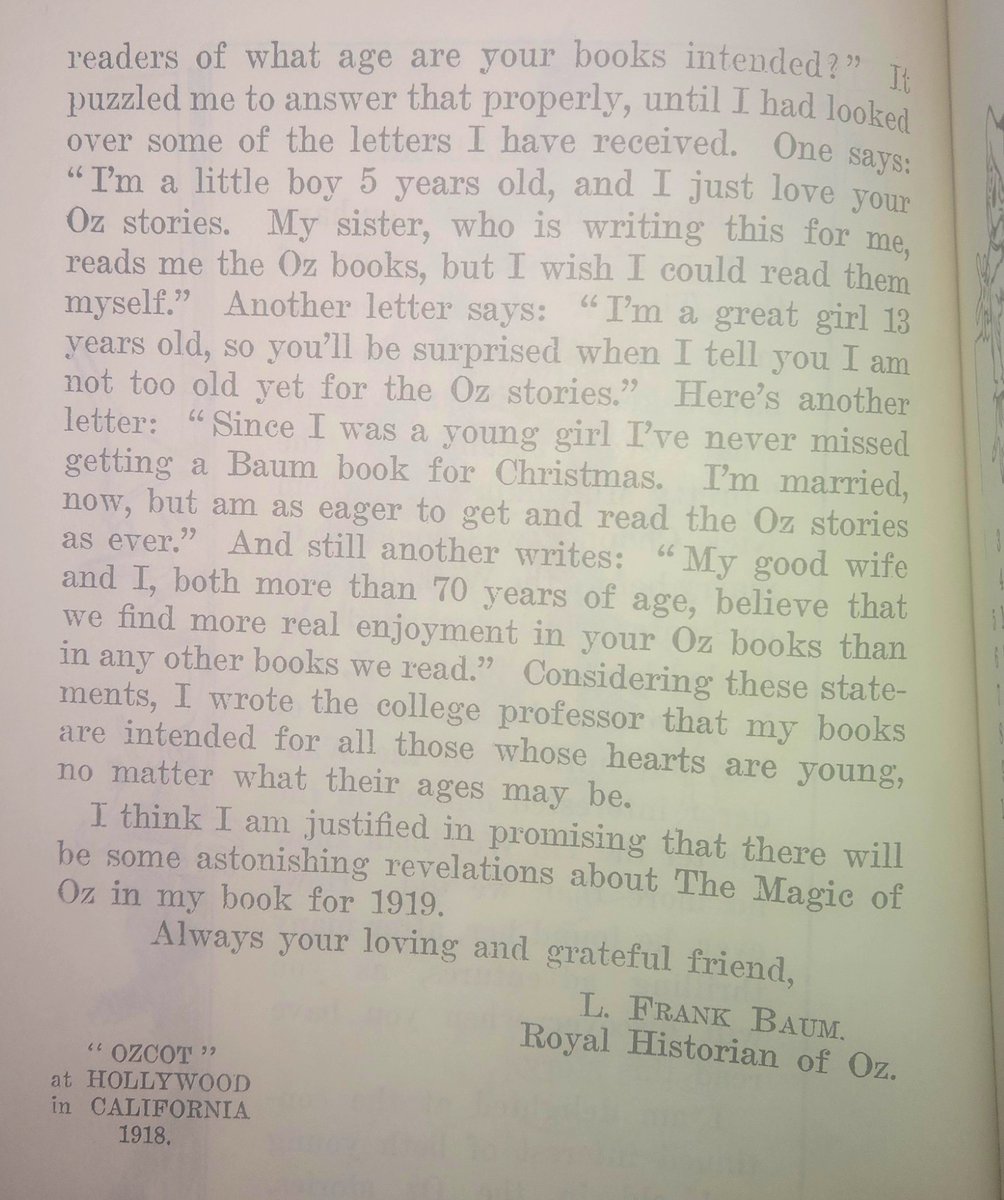 readers of what age are your books intended?” It
puzzled me to answer that properly, until I had looked
over some of the letters I have received. One says:
“I'm a little boy 5 years old, and I just love your
Oz stories. My sister, who is writing this for me,
reads me the Oz books, but I wish I could read them
myself.” Another letter says: “I'm a great girl 13
years old, so you'll be surprised when I tell you I am
not too old yet for the Oz stories.” Here's another
letter: “Since I was a young girl I've never missed
getting a Baum book for Christmas. I'm married,
now, but am as eager to get and read the Oz stories
as ever.” And still another writes: “My good wife
and I, both more than 70 years of age, believe that
we find more real enjoyment in your Oz books than
in any other books we read.” Considering these state-
ments, I wrote the college professor that my books
are intended for all those whose hearts are young,
no matter what their ages may be.
I think I am justified in promising that there will
be some astonishing revelations about The Magic of
Oz in my book for 1919.
Always your loving and grateful friend,
L. FRANK BAUM.
Royal Historian of Oz.
“OZCOT”
at HOLLYWOOD
in CALIFORNIA
1918.